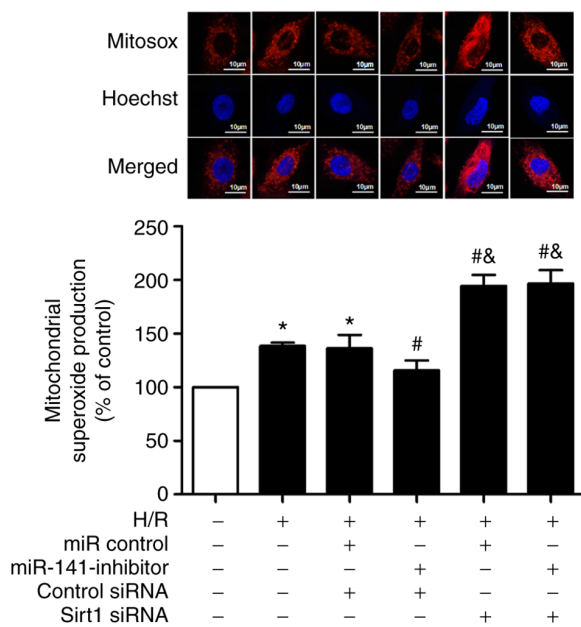 Mitosox
10μm 10μm 10μm 10μm 10μm 10μm
Hoechst
10μm 10μm 10μm 10μm 10μm 10μm
Merged
10μm 10μm 10μm 10μm 10μm 10μm
Mitochondrial
superoxide production
(% of control)
250
200
150
100
50
0
* * # #& #&
H/R – + + + + +
miR control – – + – + –
miR-141-inhibitor – – – + – +
Control siRNA – – + + – –
Sirt1 siRNA – – – – + +